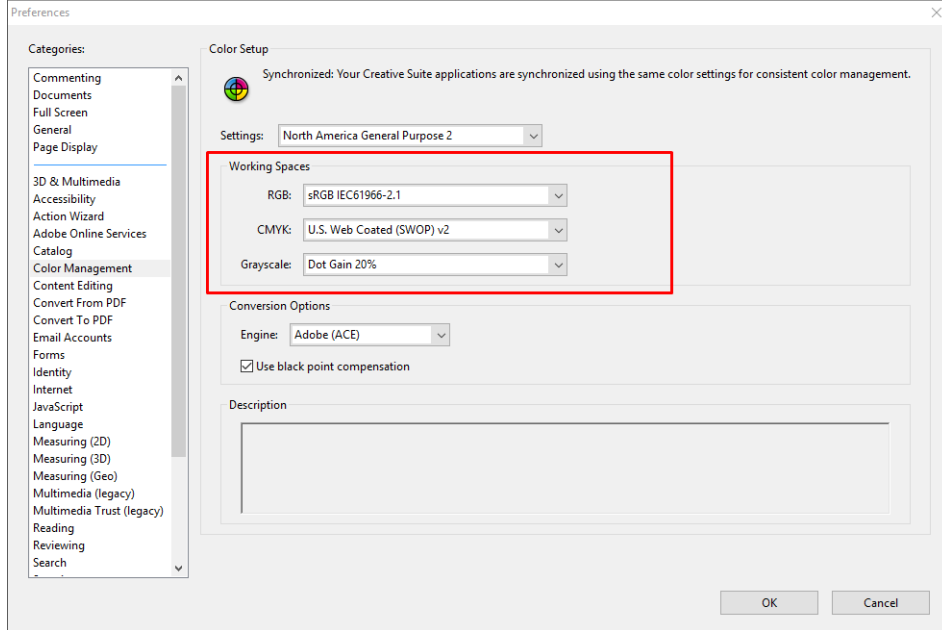 Preferences
Categories:
Commenting
Documents
Full Screen
General
Page Display
3D & Multimedia
Accessibility
Action Wizard
Adobe Online Services
Catalog
Color Management
Content Editing
Convert From PDF
Convert To PDF
Email Accounts
Forms
Identity
Internet
JavaScript
Language
Measuring (2D)
Measuring (3D)
Measuring (Geo)
Multimedia (legacy)
Multimedia Trust (legacy)
Reading
Reviewing
Search
Color Setup
Synchronized: Your Creative Suite applications are synchronized using the same color settings for consistent color management.
Settings: North America General Purpose 2
Working Spaces
RGB: sRGB IEC61966-2.1
CMYK: U.S. Web Coated (SWOP) v2
Grayscale: Dot Gain 20%
Conversion Options
Engine: Adobe (ACE)
Use black point compensation
Description
OK Cancel